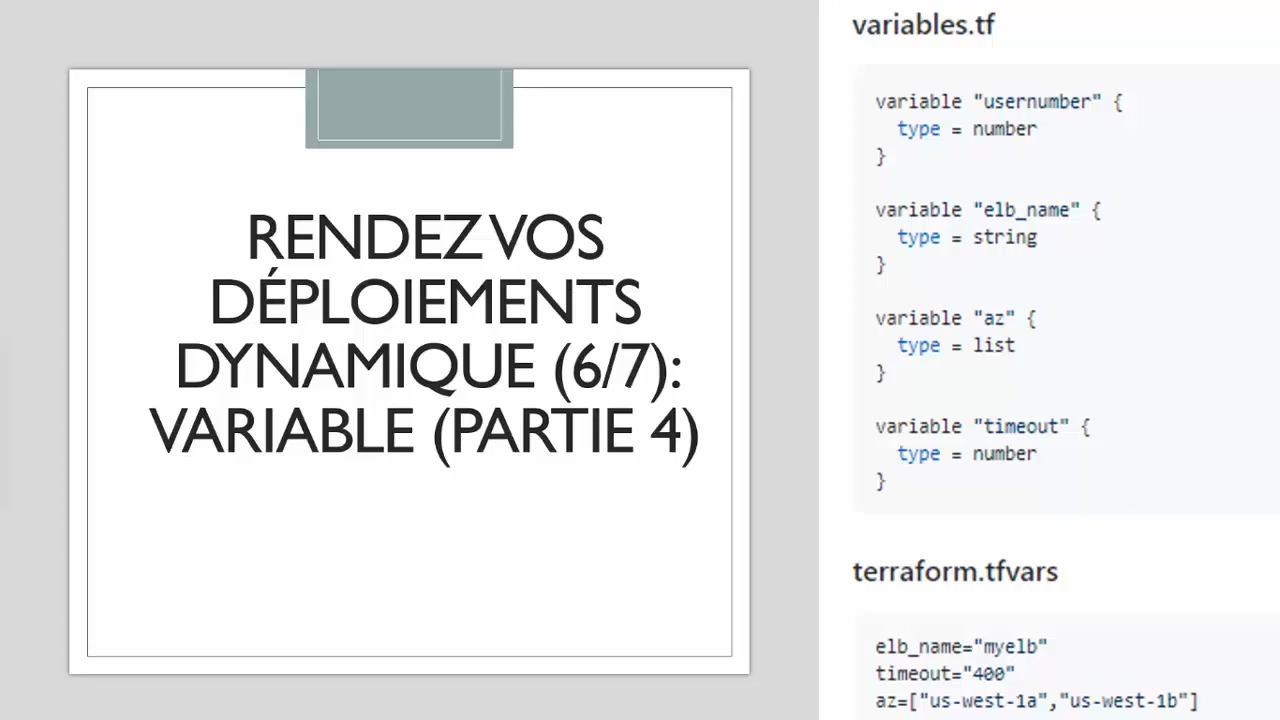 RENDEZ VOS
DÉPLOIEMENTS
DYNAMIQUE (6/7):
VARIABLE (PARTIE 4)
variables.tf
variable "usernumber" {
  type = number
}
variable "elb_name" {
  type = string
}
variable "az" {
  type = list
}
variable "timeout" {
  type = number
}
terraform.tfvars
elb_name="myelb"
timeout="400"
az=["us-west-1a","us-west-1b"]